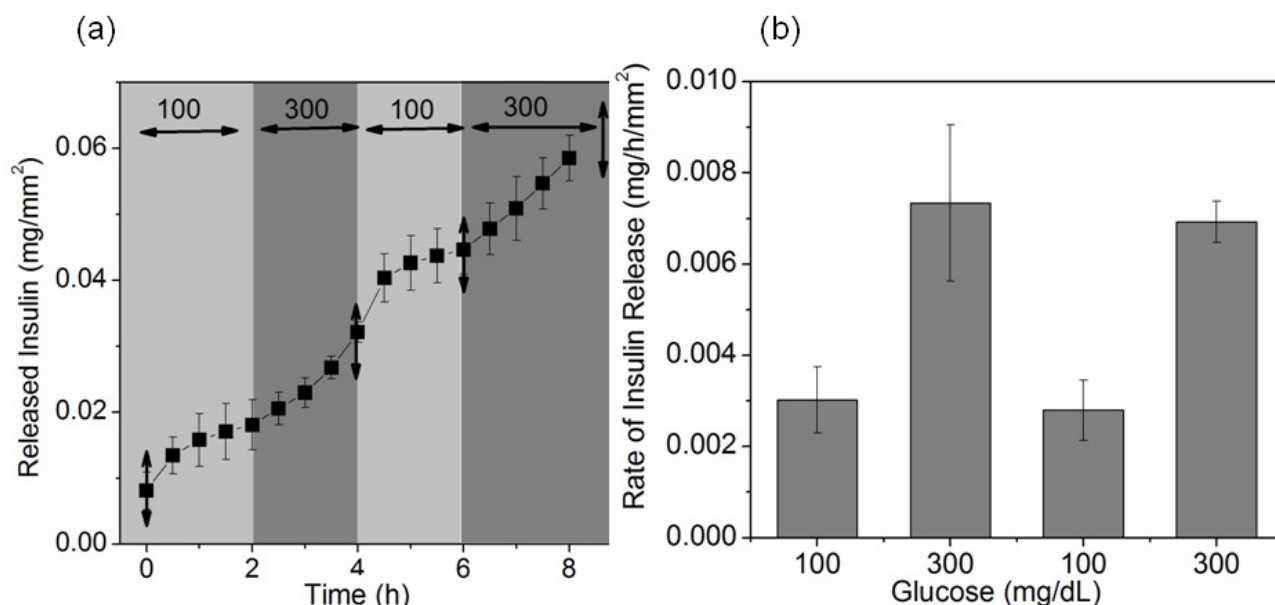 (a)
(b)
100 300 100 300
Released Insulin (mg/mm²)
0.06
0.04
0.02
0.00
0 2 4 6 8
Time (h)
Rate of Insulin Release (mg/h/mm²)
0.010
0.008
0.006
0.004
0.002
0.000
100 300 100 300
Glucose (mg/dL)